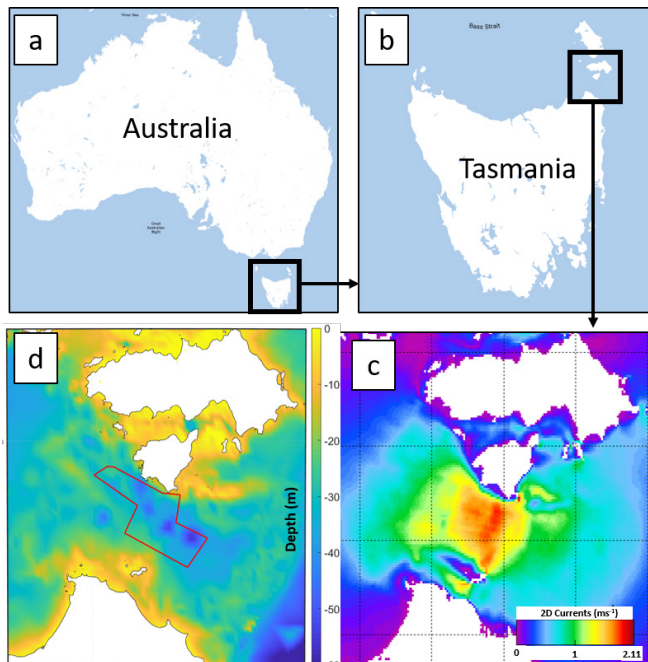 a
Timor Sea
Australia
Great
Australian
Bight
b
Bass Strait
Tasmania
d
0
-10
-20
-30
-40
-50
Depth (m)
c
2D Currents (ms⁻¹)
0
1
2.11